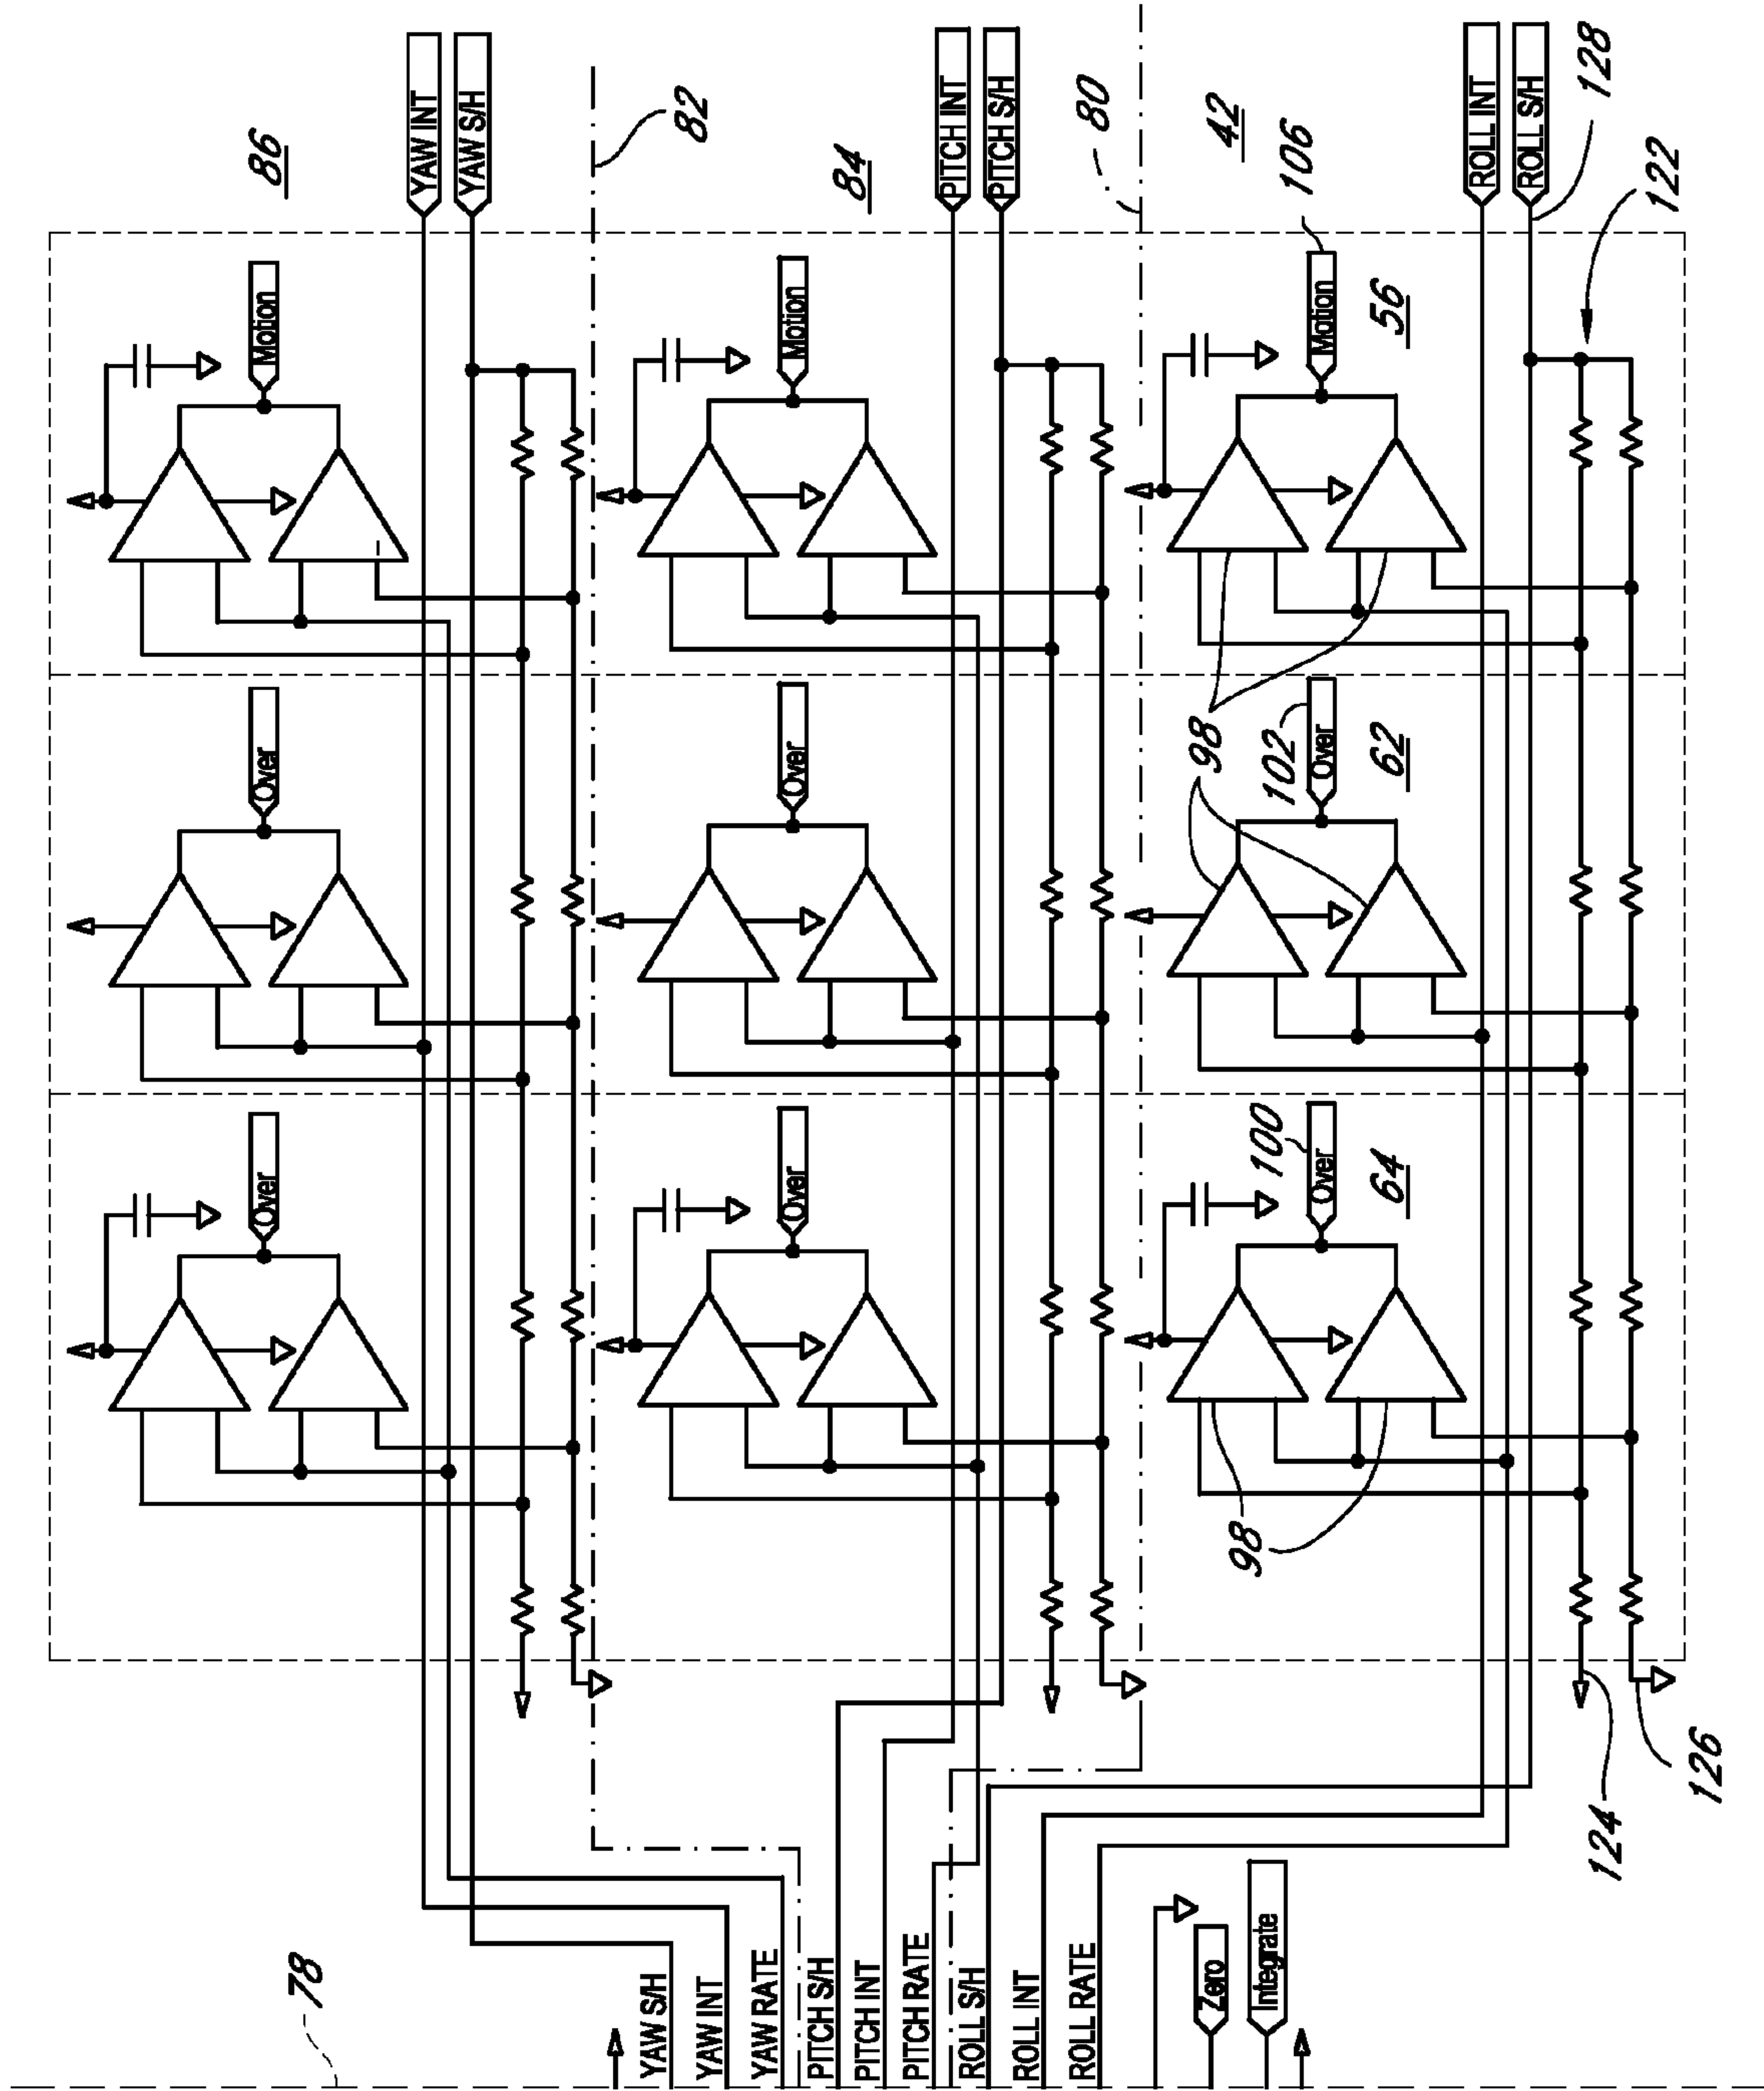 86
YAW INT
YAW S/H
82
84
PITCH INT
PITCH S/H
80
42
106
ROLL INT
ROLL S/H
128
122
Motion
Motion
Motion
56
98
Over
Over
102
Over
62
Over
Over
100
Over
64
98
78
YAW S/H
YAW INT
YAW RATE
PITCH S/H
PITCH INT
PITCH RATE
ROLL S/H
ROLL INT
ROLL RATE
Zero
Integrate
124
126